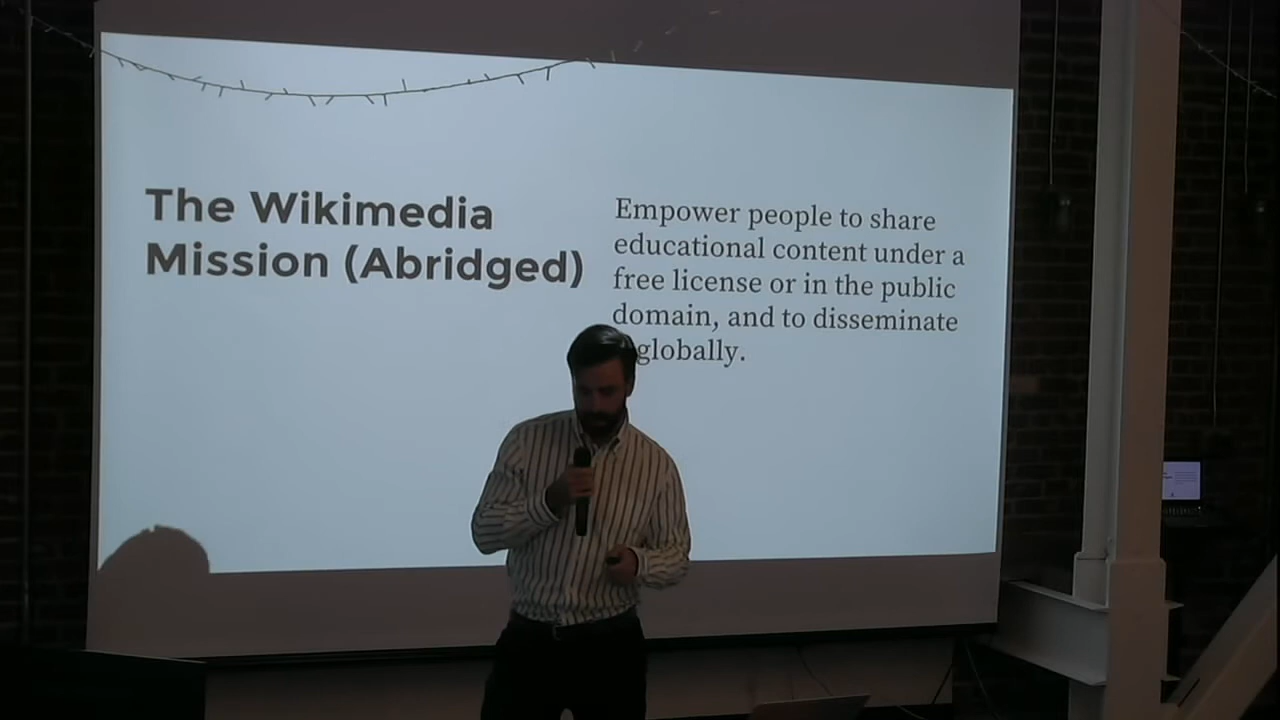 The Wikimedia
Mission (Abridged)
Empower people to share
educational content under a
free license or in the public
domain, and to disseminate
globally.